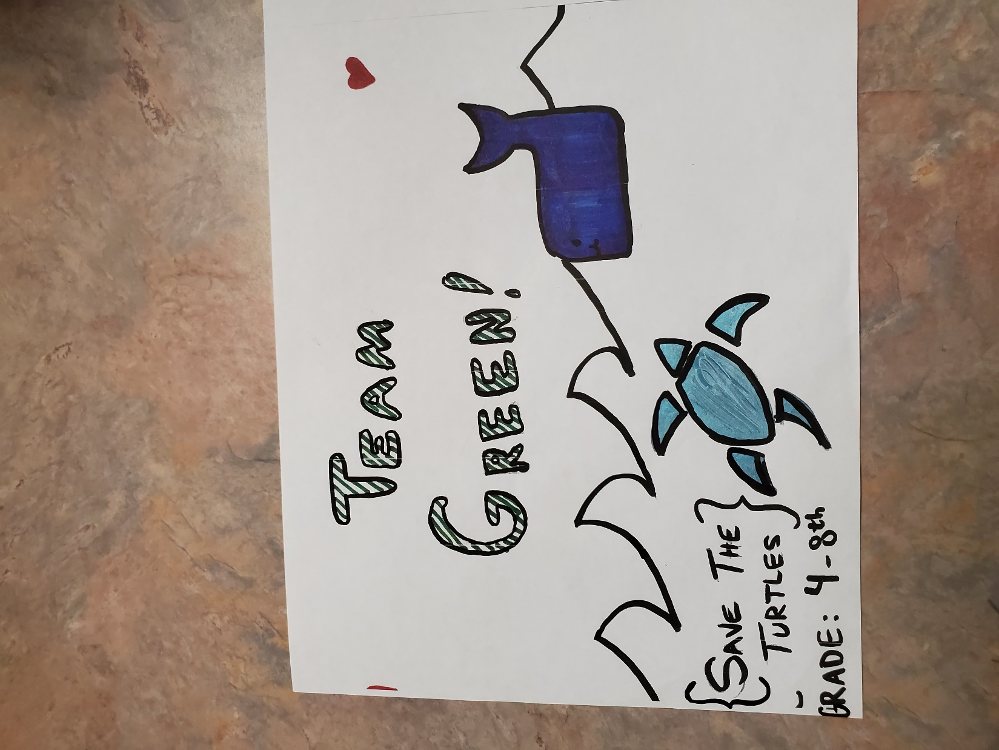 TEAM
GREEN!
{SAVE THE
TURTLES}
GRADE: 4-8th